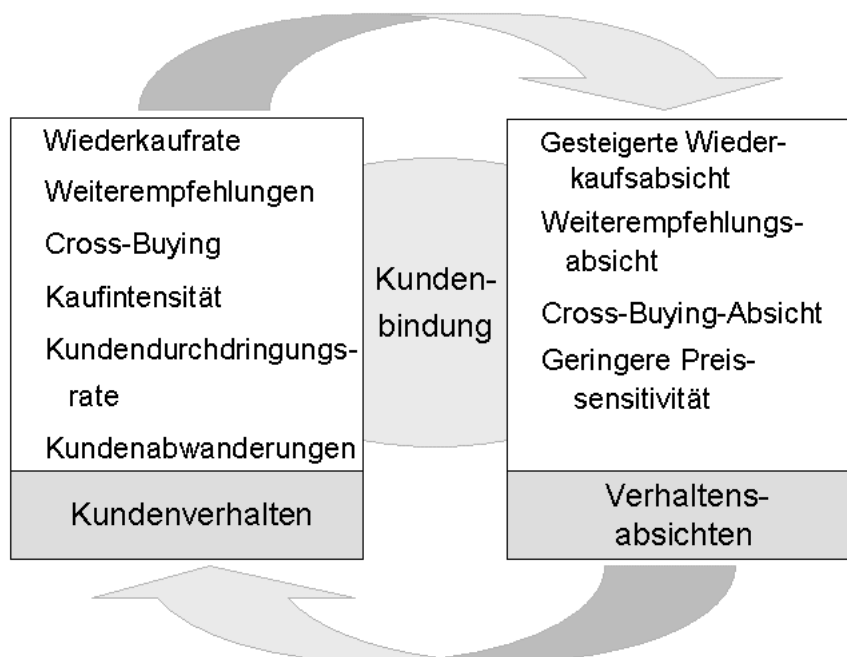 Wiederkaufrate
Weiterempfehlungen
Cross-Buying
Kaufintensität
Kundendurchdringungs-
rate
Kundenabwanderungen
Kundenverhalten
Kunden-
bindung
Gesteigerte Wieder-
kaufsabsicht
Weiterempfehlungs-
absicht
Cross-Buying-Absicht
Geringere Preis-
sensitivität
Verhaltens-
absichten